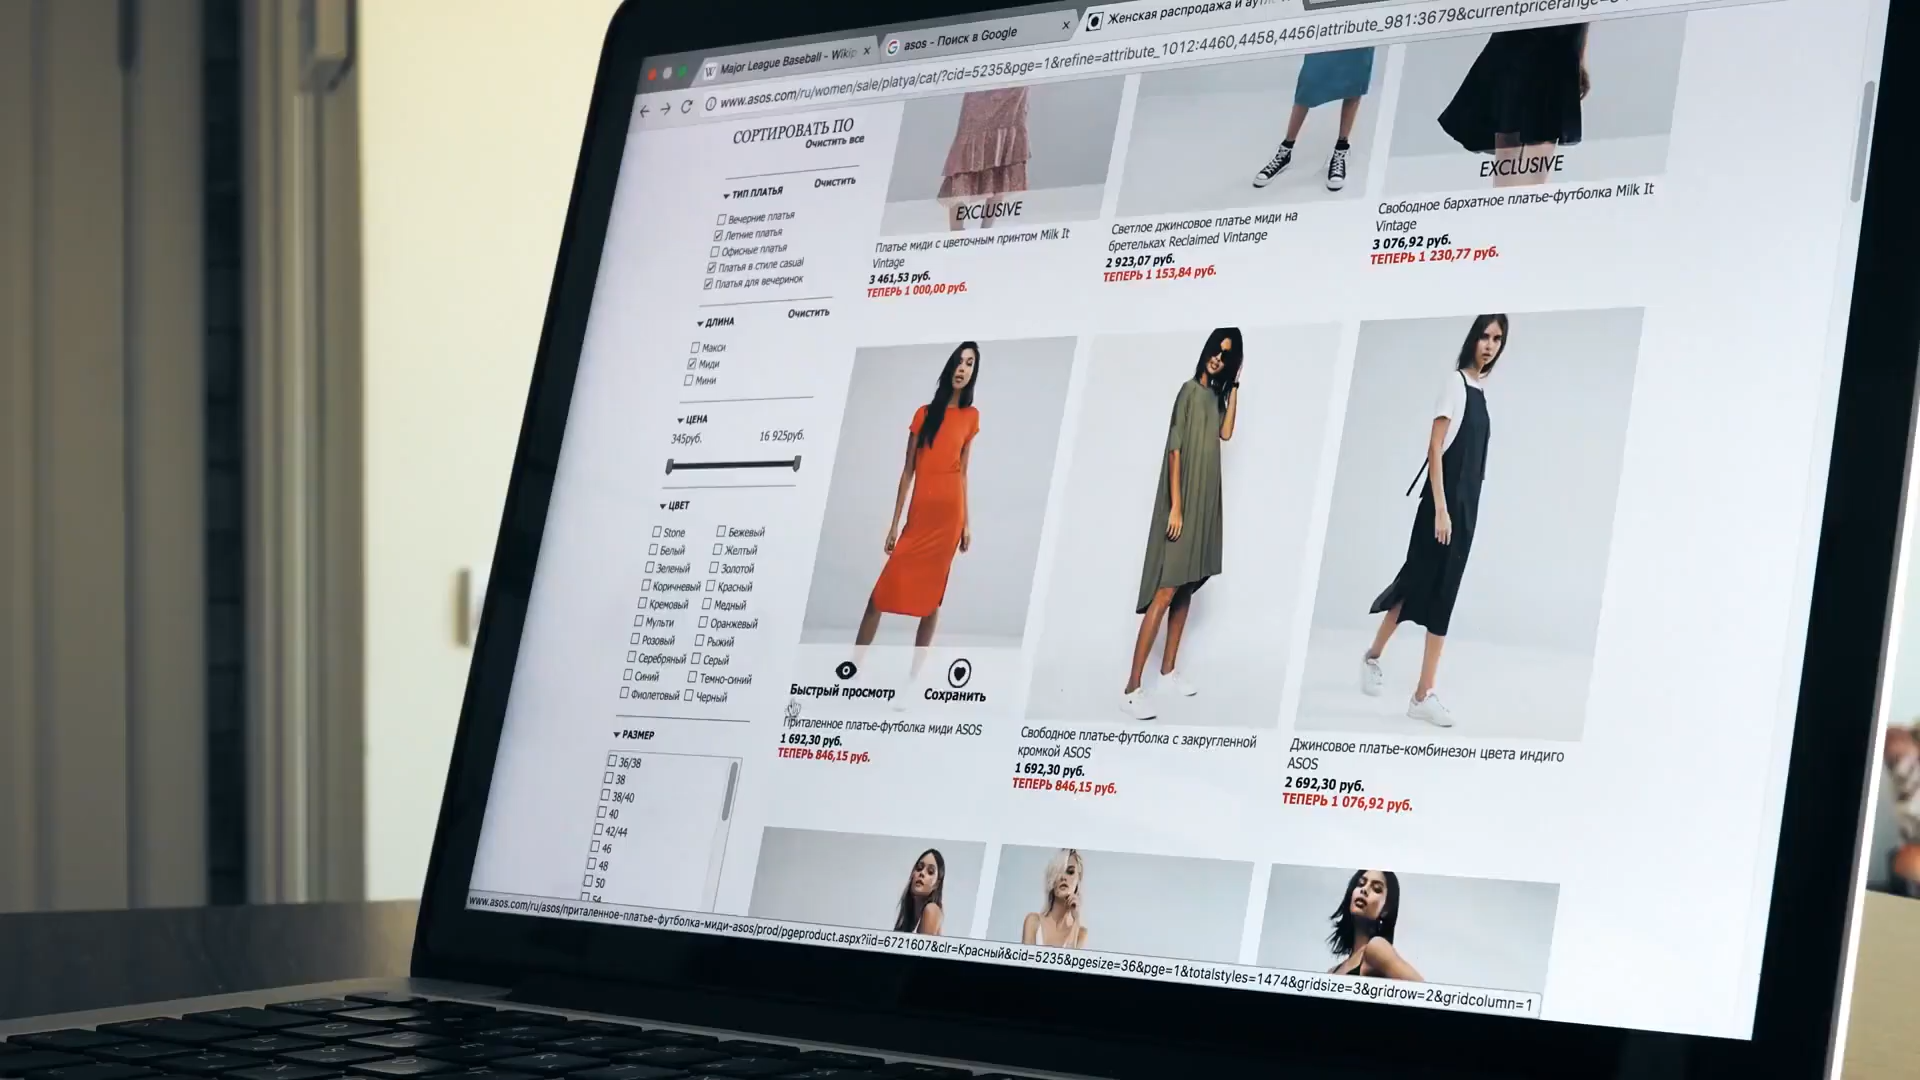 Major League Baseball - Wikip
asos - Поиск в Google
Женская распродажа и аут
www.asos.com/ru/women/sale/platya/cat/?cid=5235&pge=1&refine=attribute_1012:4460,4458,4456|attribute_981:3679&currentpricerange=
СОРТИРОВАТЬ ПО
Очистить все
ТИП ПЛАТЬЯ
Очистить
Вечерние платья
Летние платья
Офисные платья
Платья в стиле casual
Платья для вечеринок
ДЛИНА
Очистить
Макси
Миди
Мини
ЦЕНА
345руб.
16 925руб.
ЦВЕТ
Stone
Бежевый
Белый
Желтый
Зеленый
Золотой
Коричневый
Красный
Кремовый
Медный
Мульти
Оранжевый
Розовый
Рыжий
Серебряный
Серый
Синий
Темно-синий
Фиолетовый
Черный
РАЗМЕР
36/38
38
38/40
40
42/44
46
48
50
54
EXCLUSIVE
Платье миди с цветочным принтом Milk It
Vintage
3 461,53 руб.
ТЕПЕРЬ 1 000,00 руб.
Светлое джинсовое платье миди на
бретельках Reclaimed Vintange
2 923,07 руб.
ТЕПЕРЬ 1 153,84 руб.
EXCLUSIVE
Свободное бархатное платье-футболка Milk It
Vintage
3 076,92 руб.
ТЕПЕРЬ 1 230,77 руб.
Быстрый просмотр
Сохранить
Приталенное платье-футболка миди ASOS
1 692,30 руб.
ТЕПЕРЬ 846,15 руб.
Свободное платье-футболка с закругленной
кромкой ASOS
1 692,30 руб.
ТЕПЕРЬ 846,15 руб.
Джинсовое платье-комбинезон цвета индиго
ASOS
2 692,30 руб.
ТЕПЕРЬ 1 076,92 руб.
www.asos.com/ru/asos/приталенное-платье-футболка-миди-asos/prod/pgeproduct.aspx?iid=6721607&clr=Красный&cid=5235&pgesize=36&pge=1&totalstyles=1474&gridsize=3&gridrow=2&gridcolumn=1